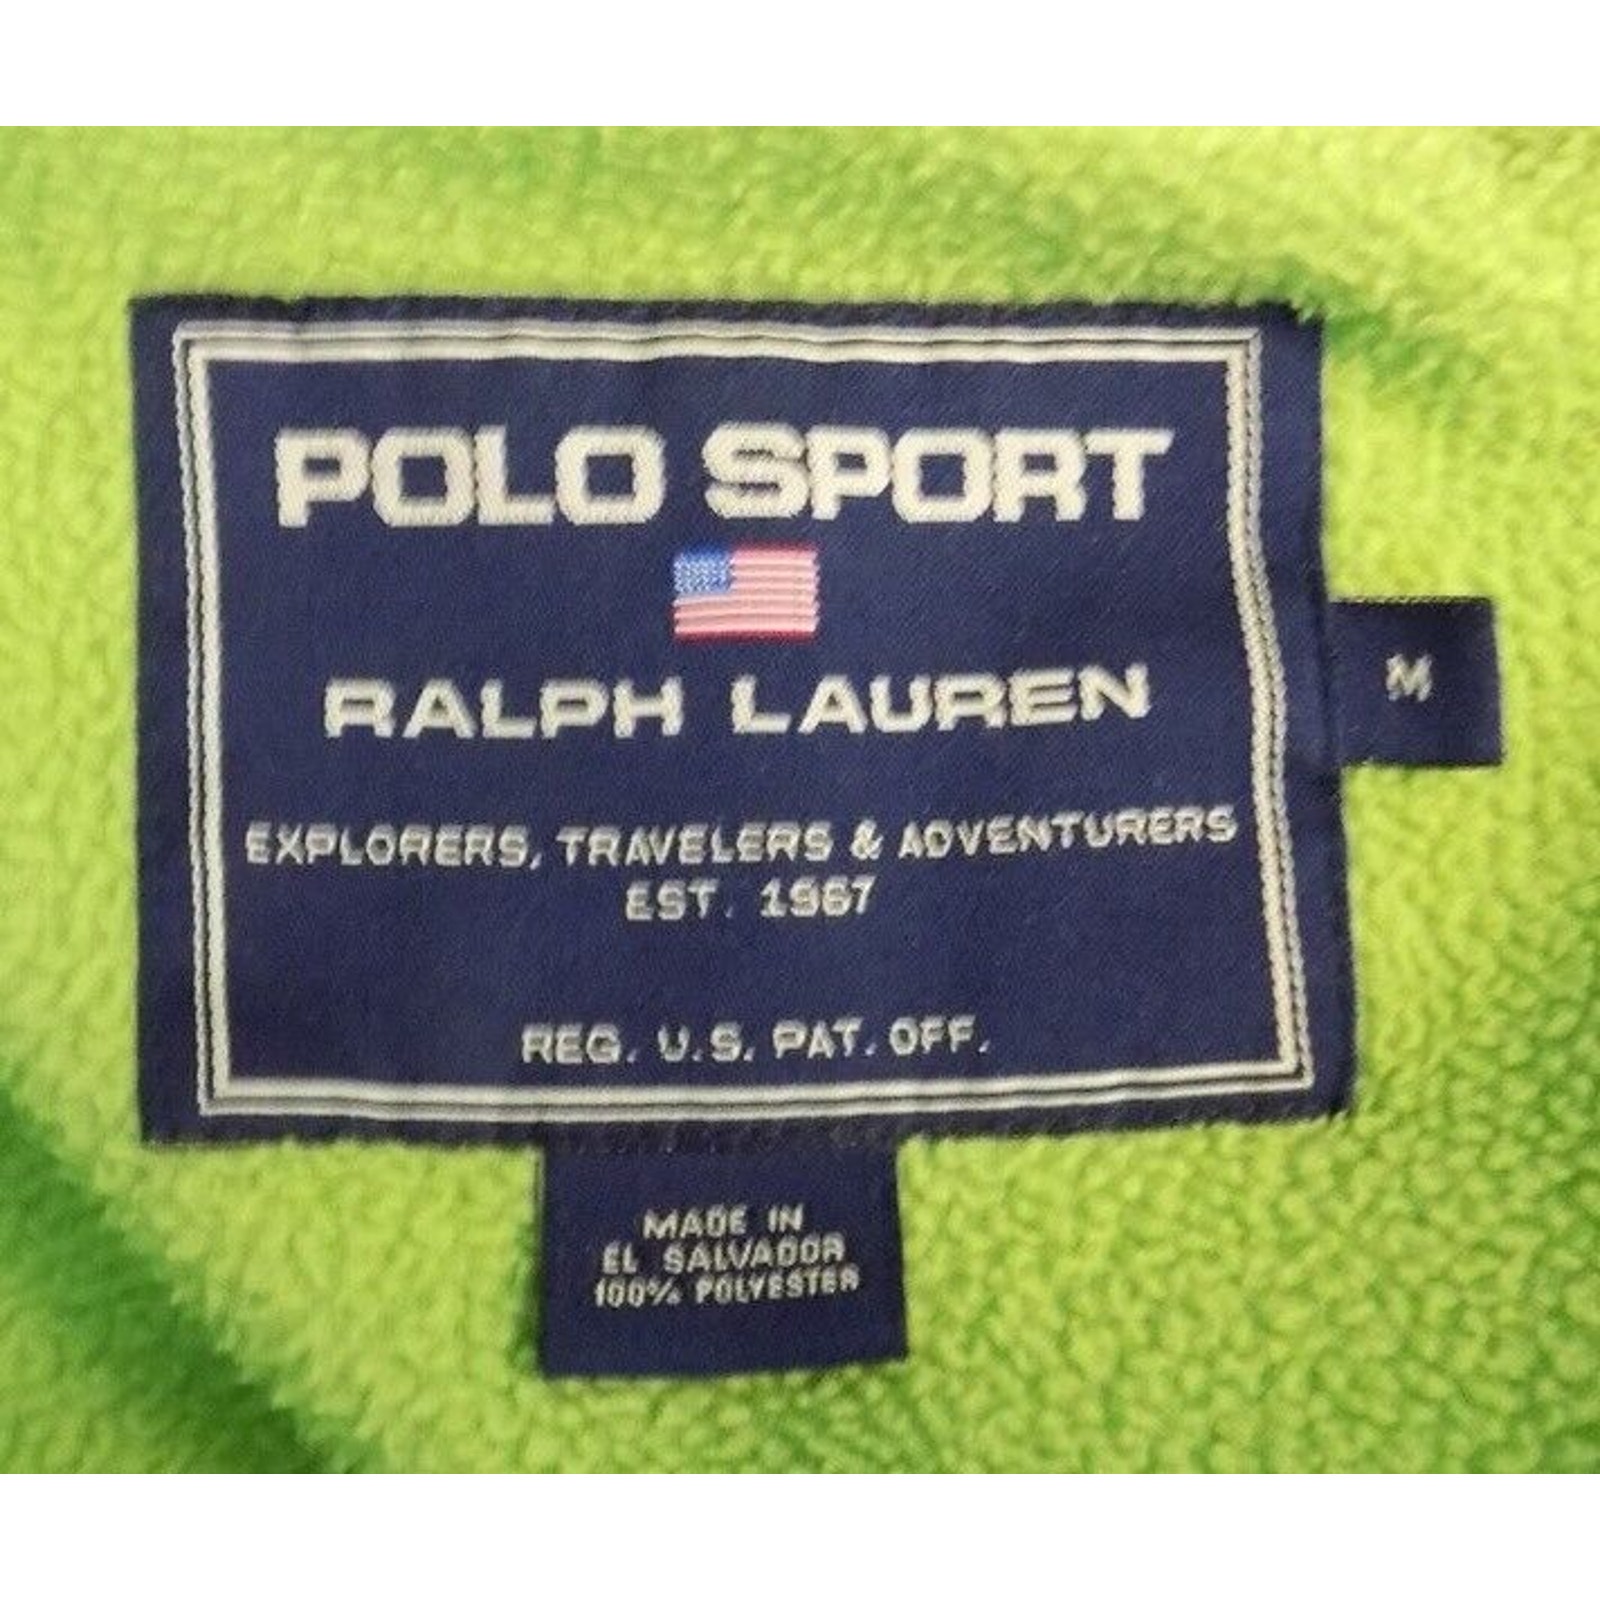 POLO SPORT
RALPH LAUREN
EXPLORERS, TRAVELERS & ADVENTURERS
EST. 1967
REG. U.S. PAT. OFF.
M
MADE IN
EL SALVADOR
100% POLYESTER